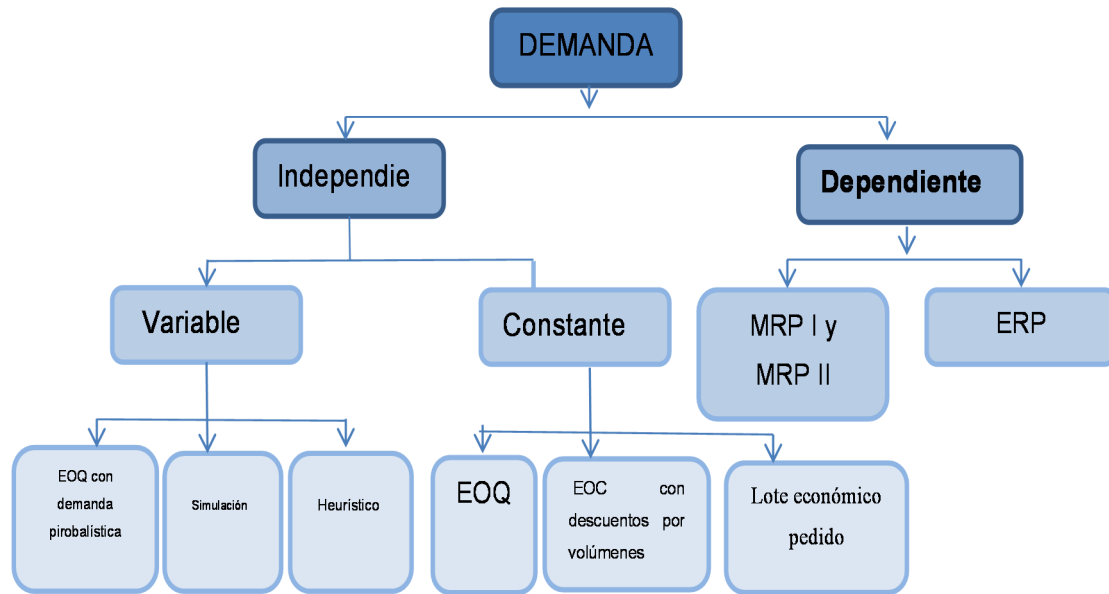 DEMANDA
Independie
Dependiente
Variable
Constante
MRP I y
MRP II
ERP
EOQ con
demanda
pirobalística
Simulación
Heurístico
EOQ
EOC con
descuentos por
volúmenes
Lote económico
pedido